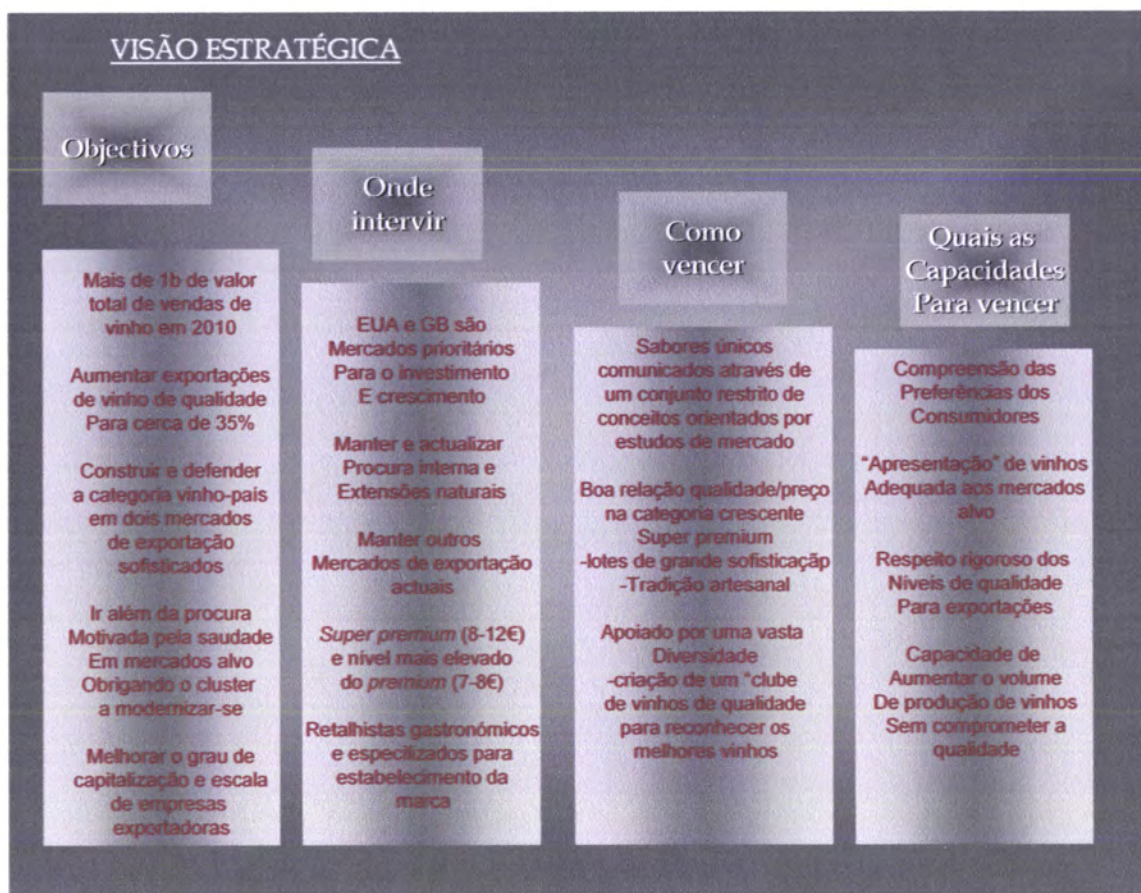 VISÃO ESTRATÉGICA
Objectivos
Mais de 1b de valor
total de vendas de
vinho em 2010
Aumentar exportações
de vinho de qualidade
Para cerca de 35%
Construir e defender
a categoria vinho-pais
em dois mercados
de exportação
sofisticados
Ir além da procura
Motivada pela saudade
Em mercados alvo
Obrigando o cluster
a modernizar-se
Melhorar o grau de
capitalização e escala
de empresas
exportadoras
Onde
intervir
EUA e GB são
Mercados prioritários
Para o investimento
E crescimento
Manter e actualizar
Procura interna e
Extensões naturais
Manter outros
Mercados de exportação
actuais
Super premium (8-12€)
e nível mais elevado
do premium (7-8€)
Retalhistas gastronómicos
e especilizados para
estabelecimento da
marca
Como
vencer
Sabores únicos
comunicados através de
um conjunto restrito de
conceitos orientados por
estudos de mercado
Boa relação qualidade/preço
na categoria crescente
Super premium
-lotes de grande sofisticaçãp
-Tradição artesanal
Apoiado por uma vasta
Diversidade
-criação de um "clube
de vinhos de qualidade
para reconhecer os
melhores vinhos
Quais as
Capacidades
Para vencer
Compreensão das
Preferências dos
Consumidores
"Apresentação" de vinhos
Adequada aos mercados
alvo
Respeito rigoroso dos
Níveis de qualidade
Para exportações
Capacidade de
Aumentar o volume
De produção de vinhos
Sem comprometer a
qualidade